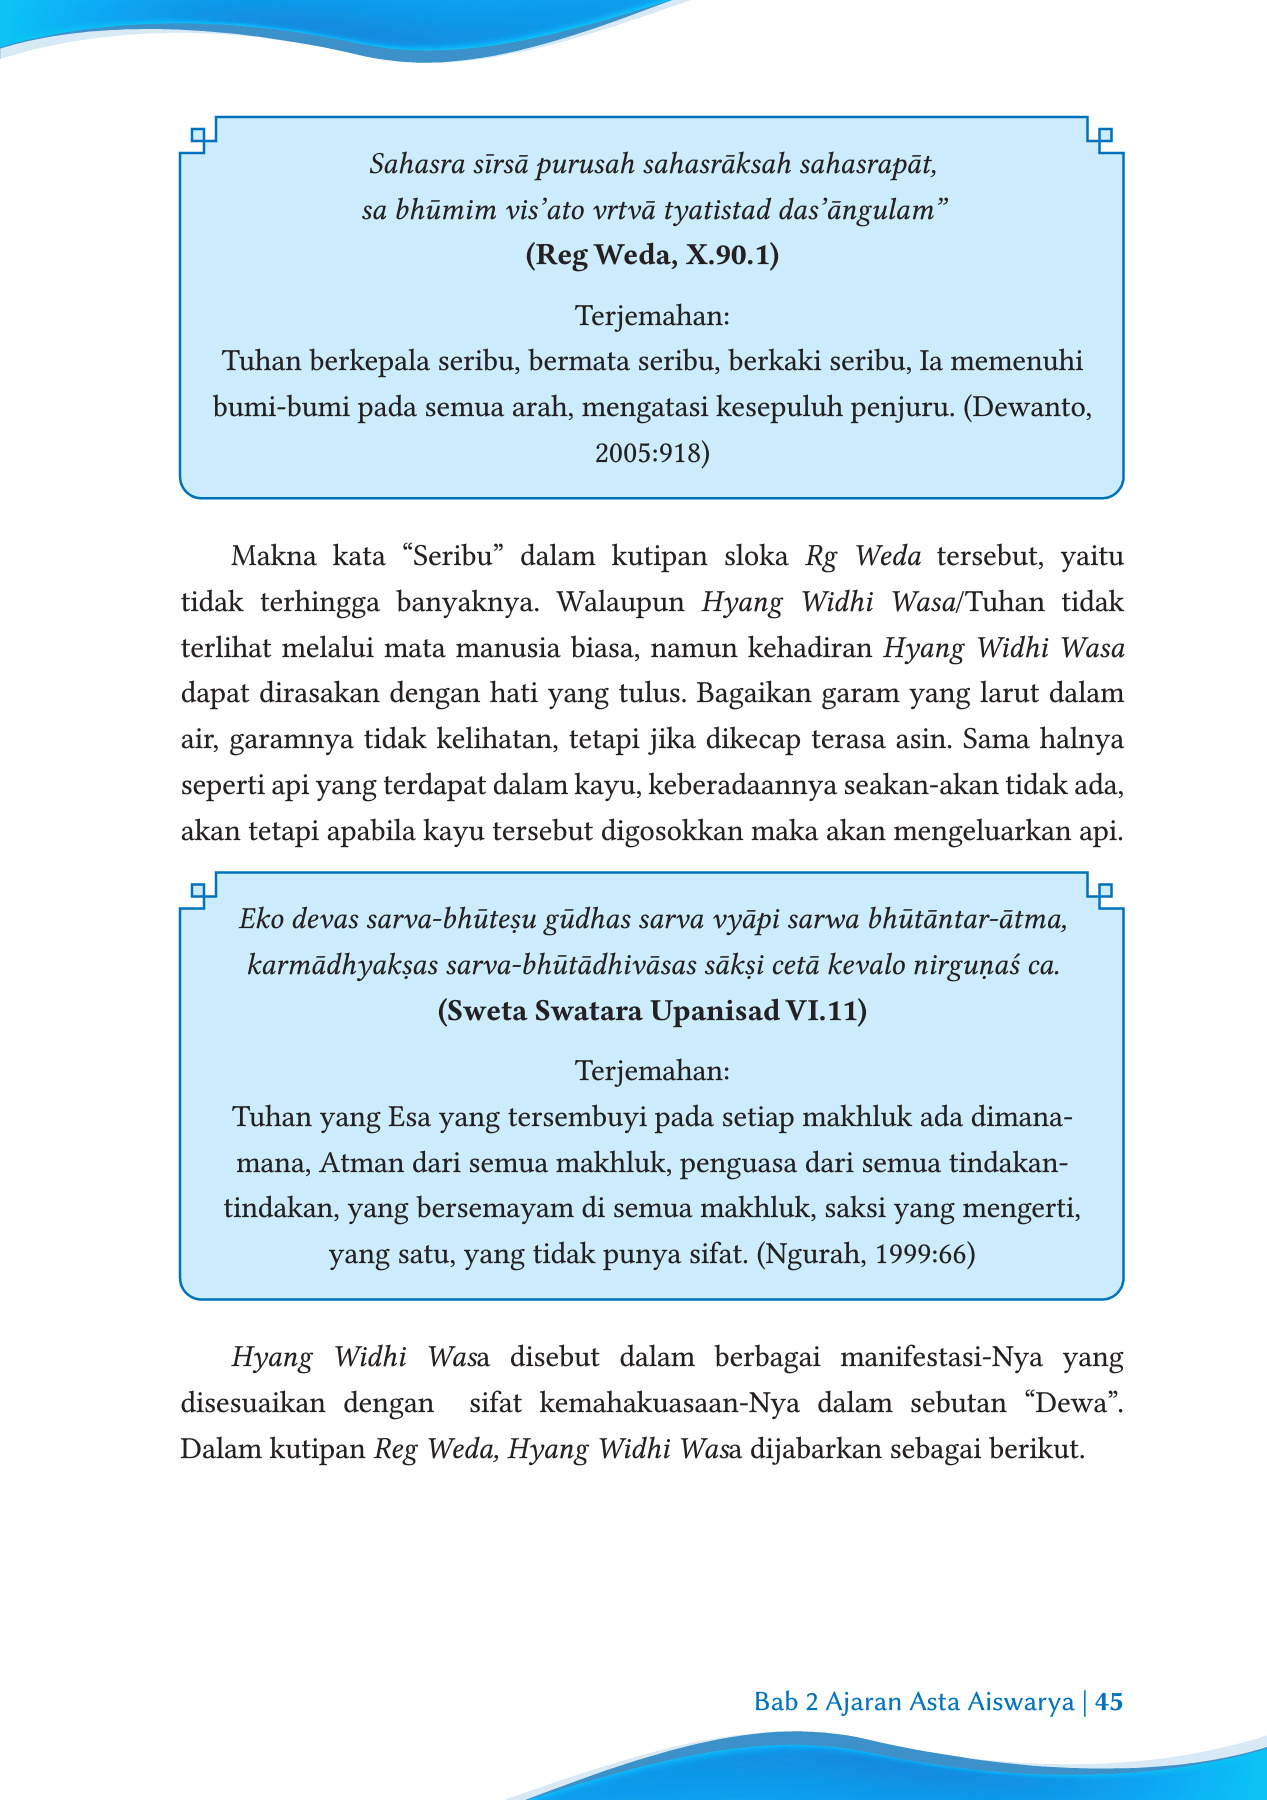 Sahasra sīrsā purusah sahasrāksah sahasrapāt,
sa bhūmim vis’ato vrtvā tyatistad das’āngulam”
(Reg Weda, X.90.1)
Terjemahan:
Tuhan berkepala seribu, bermata seribu, berkaki seribu, Ia memenuhi
bumi-bumi pada semua arah, mengatasi kesepuluh penjuru. (Dewanto,
2005:918)
Makna kata “Seribu” dalam kutipan sloka Rg Weda tersebut, yaitu
tidak terhingga banyaknya. Walaupun Hyang Widhi Wasa/Tuhan tidak
terlihat melalui mata manusia biasa, namun kehadiran Hyang Widhi Wasa
dapat dirasakan dengan hati yang tulus. Bagaikan garam yang larut dalam
air, garamnya tidak kelihatan, tetapi jika dikecap terasa asin. Sama halnya
seperti api yang terdapat dalam kayu, keberadaannya seakan-akan tidak ada,
akan tetapi apabila kayu tersebut digosokkan maka akan mengeluarkan api.
Eko devas sarva-bhūteṣu gūdhas sarva vyāpi sarwa bhūtāntar-ātma,
karmādhyakṣas sarva-bhūtādhivāsas sākṣi cetā kevalo nirguṇaś ca.
(Sweta Swatara Upanisad VI.11)
Terjemahan:
Tuhan yang Esa yang tersembuyi pada setiap makhluk ada dimana-
mana, Atman dari semua makhluk, penguasa dari semua tindakan-
tindakan, yang bersemayam di semua makhluk, saksi yang mengerti,
yang satu, yang tidak punya sifat. (Ngurah, 1999:66)
Hyang Widhi Wasa disebut dalam berbagai manifestasi-Nya yang
disesuaikan dengan sifat kemahakuasaan-Nya dalam sebutan “Dewa”.
Dalam kutipan Reg Weda, Hyang Widhi Wasa dijabarkan sebagai berikut.
Bab 2 Ajaran Asta Aiswarya | 45